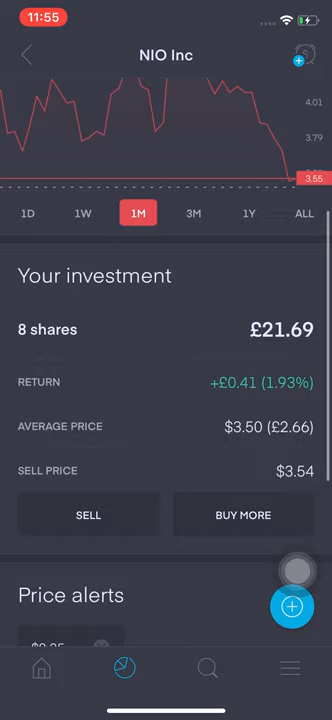 11:55
NIO Inc
4.01
3.79
3.55
1D 1W 1M 3M 1Y ALL
Your investment
8 shares £21.69
RETURN +£0.41 (1.93%)
AVERAGE PRICE $3.50 (£2.66)
SELL PRICE $3.54
SELL BUY MORE
Price alerts